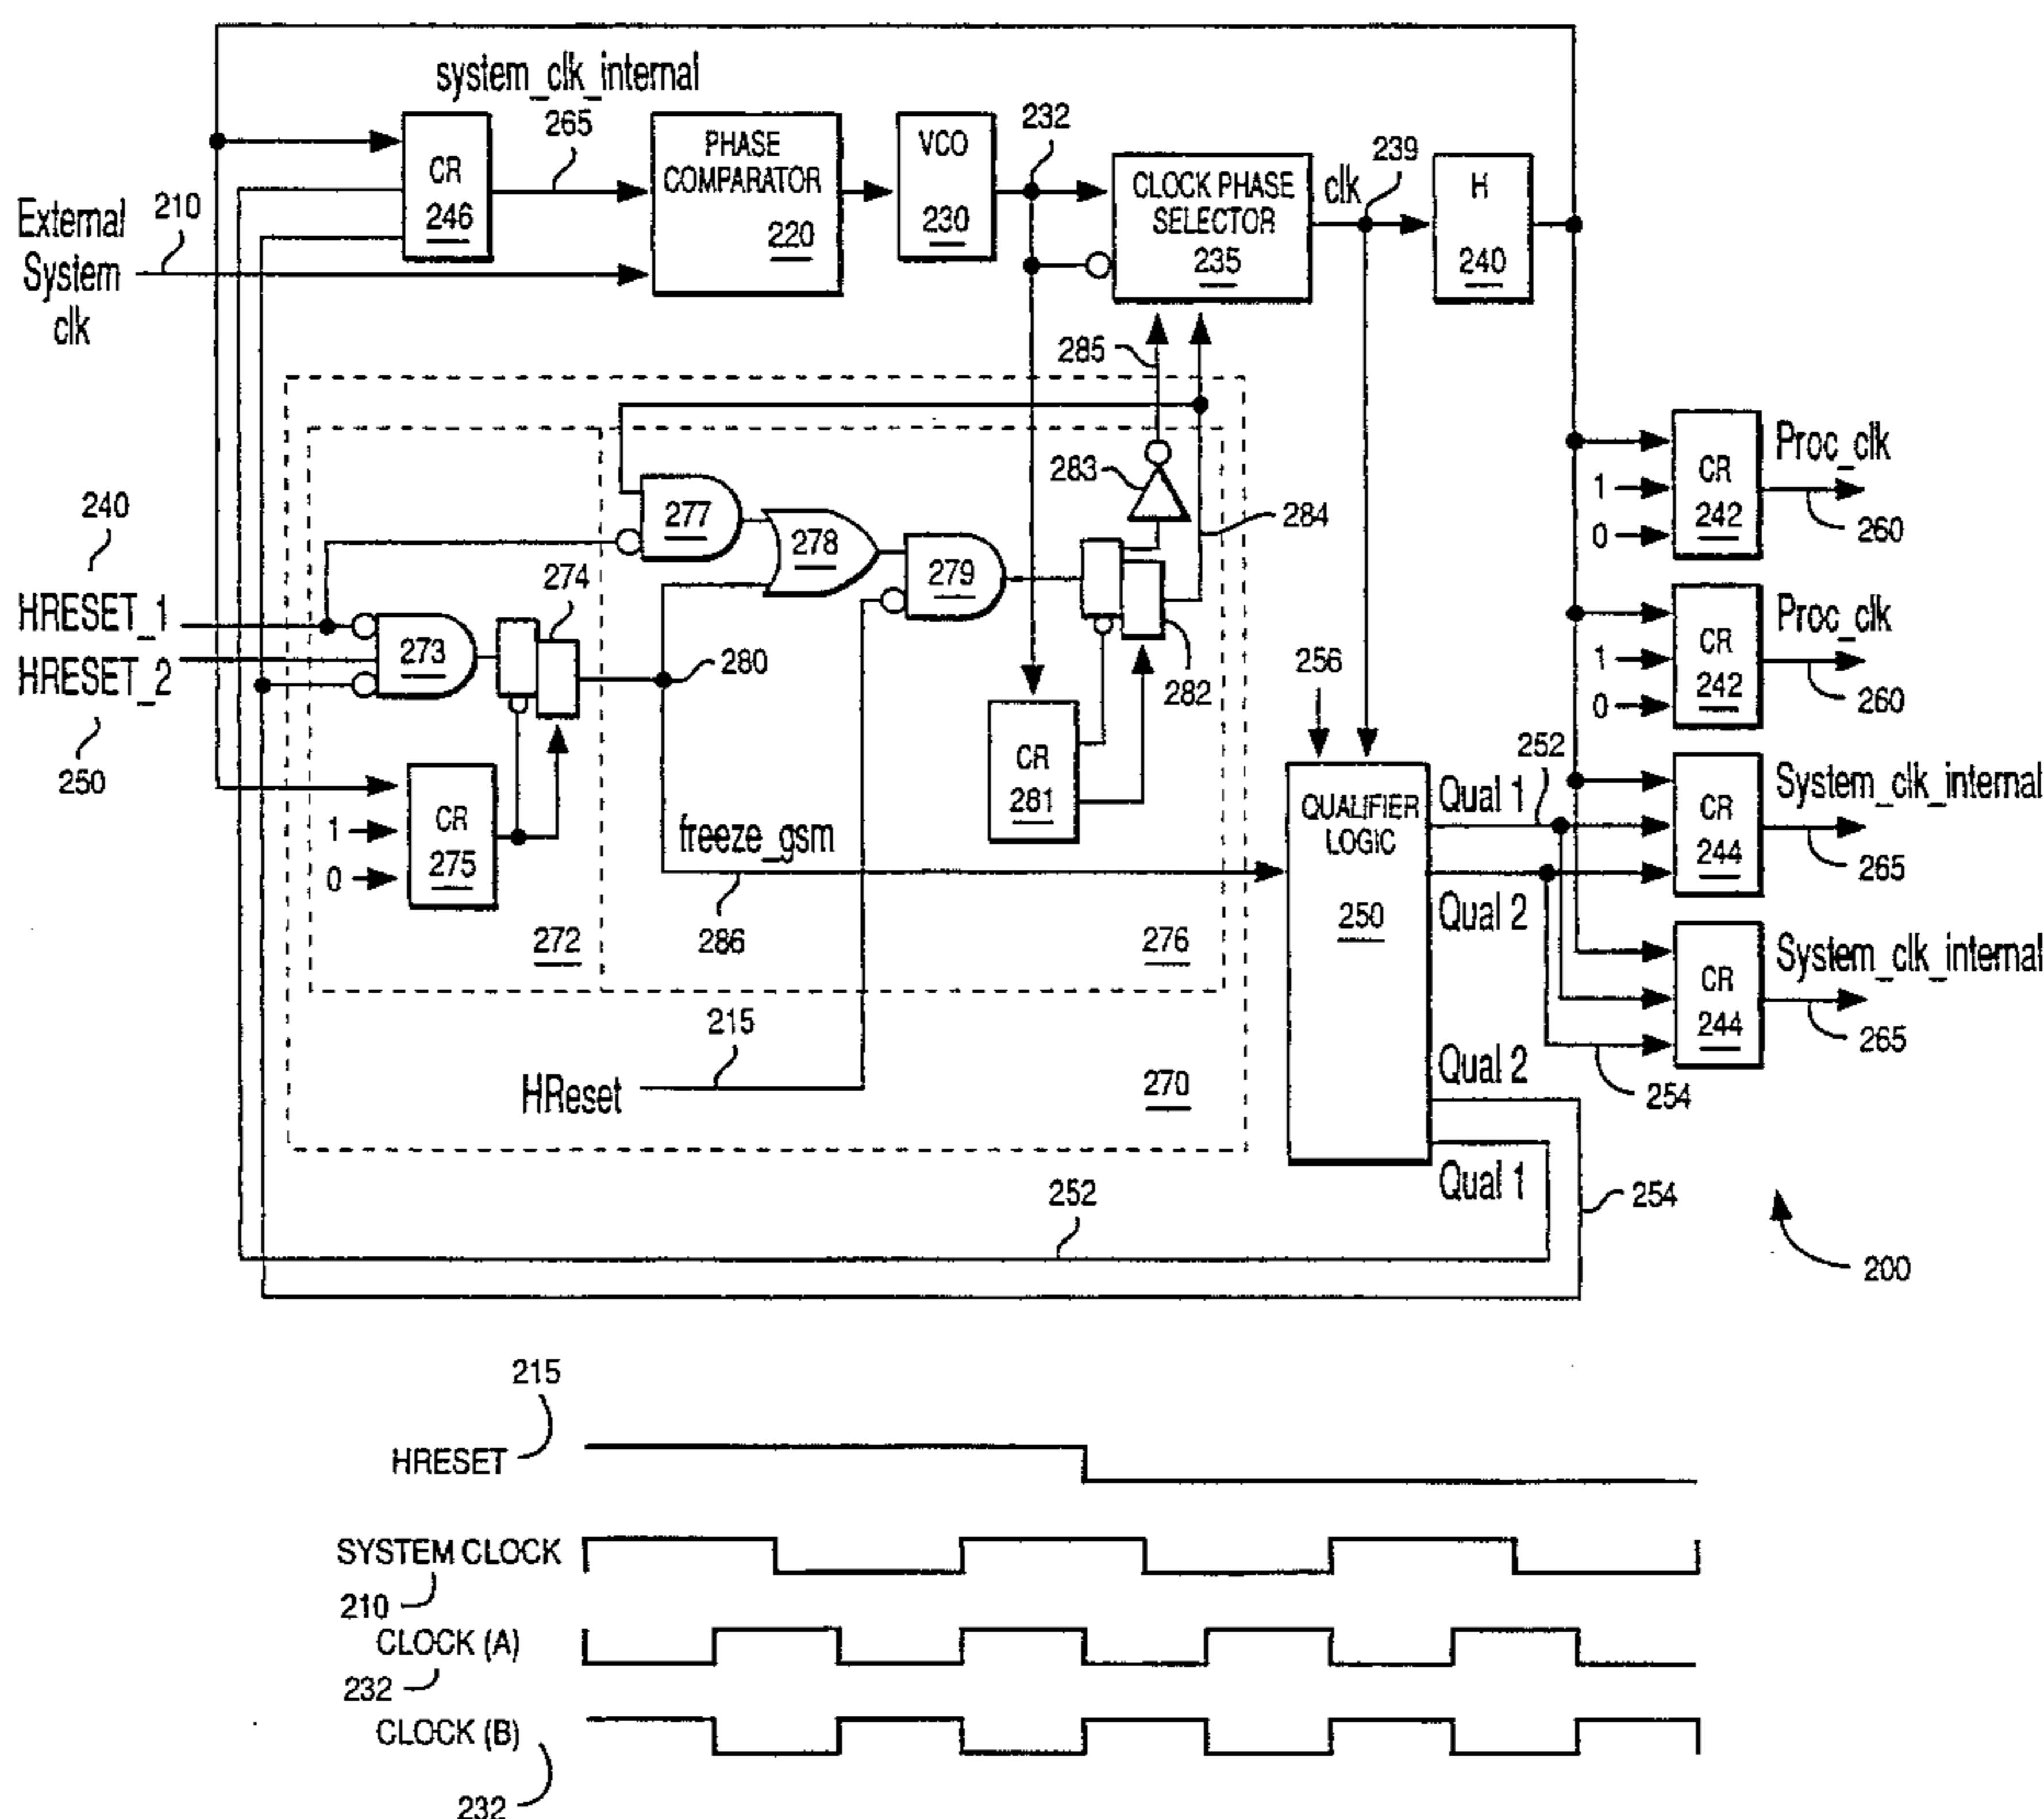 system_clk_internal
265
232
239
CR
246
PHASE
COMPARATOR
220
VCO
230
CLOCK PHASE
SELECTOR
235
clk
H
240
External
System
clk
210
285
283
284
282
277
278
279
274
273
240
HRESET_1
HRESET_2
250
280
CR
275
1
0
CR
281
freeze_gsm
286
272
276
215
HReset
270
256
QUALIFIER
LOGIC
250
Qual 1
252
Qual 2
Qual 2
Qual 1
254
254
252
1
0
CR
242
Proc_clk
260
1
0
CR
242
Proc_clk
260
CR
244
System_clk_internal
265
CR
244
System_clk_internal
265
200
215
HRESET
SYSTEM CLOCK
210
CLOCK (A)
232
CLOCK (B)
232